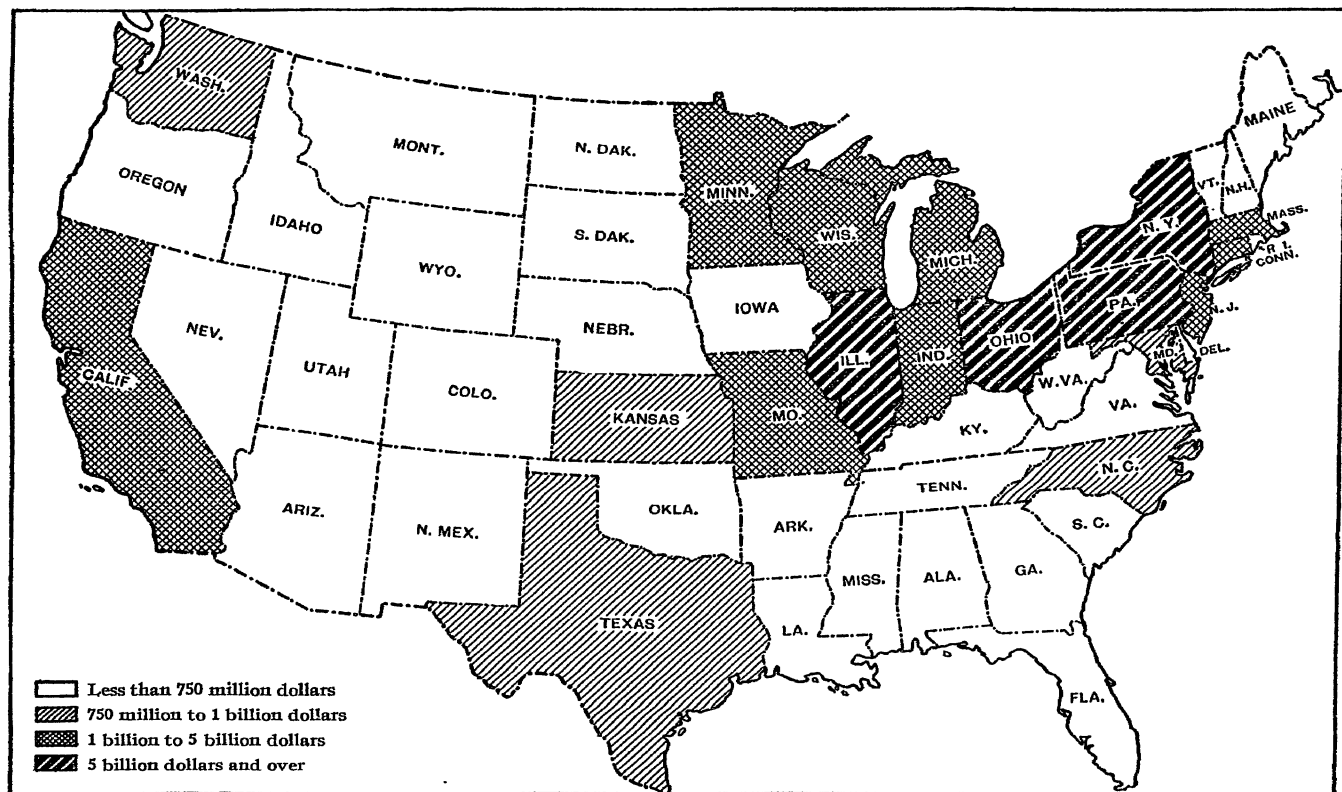 WASH.
MONT.
N. DAK.
MINN.
MAINE
VT.
N.H.
OREGON
IDAHO
S. DAK.
WIS.
MICH.
N. Y.
MASS.
R I.
CONN.
WYO.
NEV.
NEBR.
IOWA
PA.
N. J.
CALIF
UTAH
COLO.
ILL.
IND.
OHIO
MD.
DEL.
W.VA.
VA.
KANSAS
MO.
KY.
N. C.
ARIZ.
N. MEX.
OKLA.
ARK.
TENN.
S. C.
MISS.
ALA.
GA.
TEXAS
LA.
FLA.
Less than 750 million dollars
750 million to 1 billion dollars
1 billion to 5 billion dollars
5 billion dollars and over